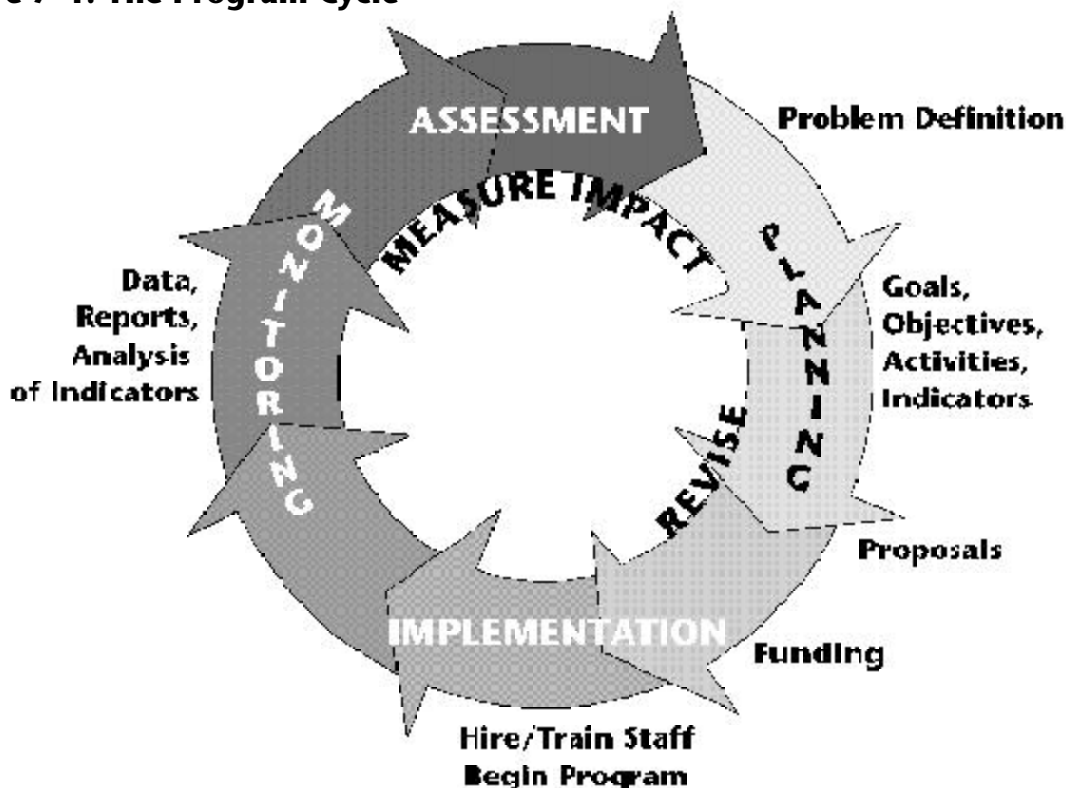 The Program Cycle
ASSESSMENT
MEASURE IMPACT
Problem Definition
PLANNING
Goals,
Objectives,
Activities,
Indicators
REVISE
Proposals
Funding
IMPLEMENTATION
Hire/Train Staff
Begin Program
MONITORING
Data,
Reports,
Analysis
of Indicators